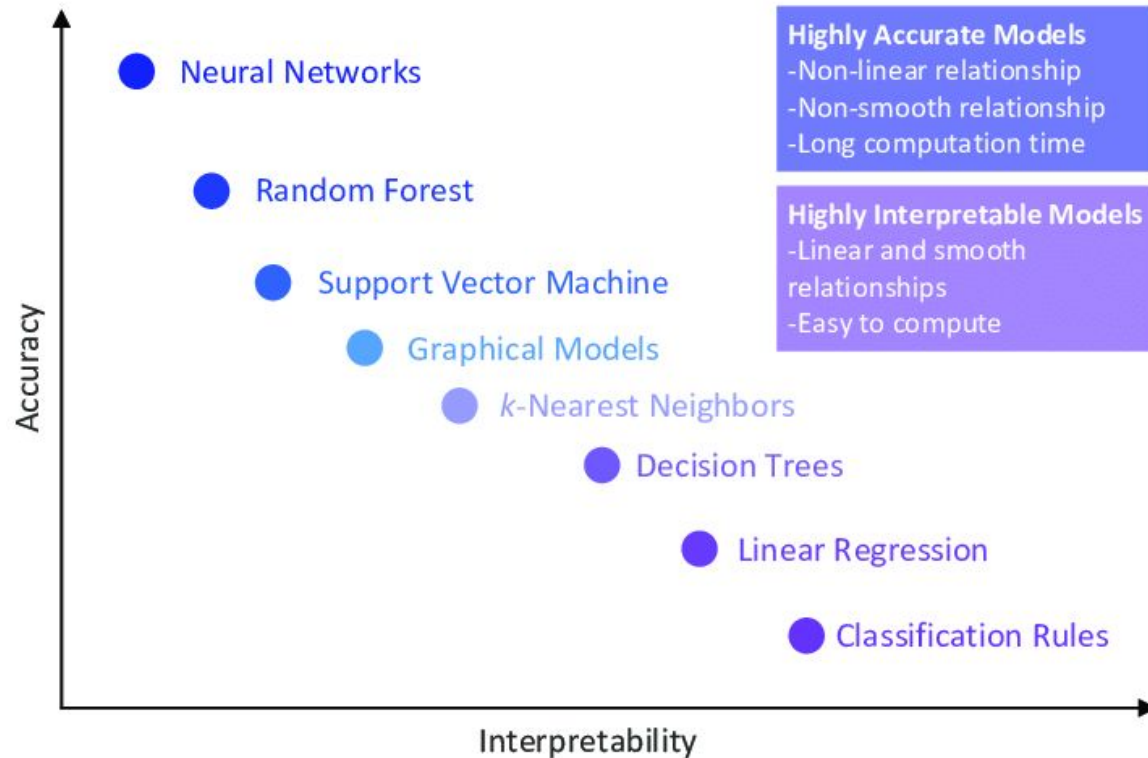 Highly Accurate Models
-Non-linear relationship
-Non-smooth relationship
-Long computation time
Highly Interpretable Models
-Linear and smooth
relationships
-Easy to compute
Neural Networks
Random Forest
Support Vector Machine
Graphical Models
k-Nearest Neighbors
Decision Trees
Linear Regression
Classification Rules
Accuracy
Interpretability